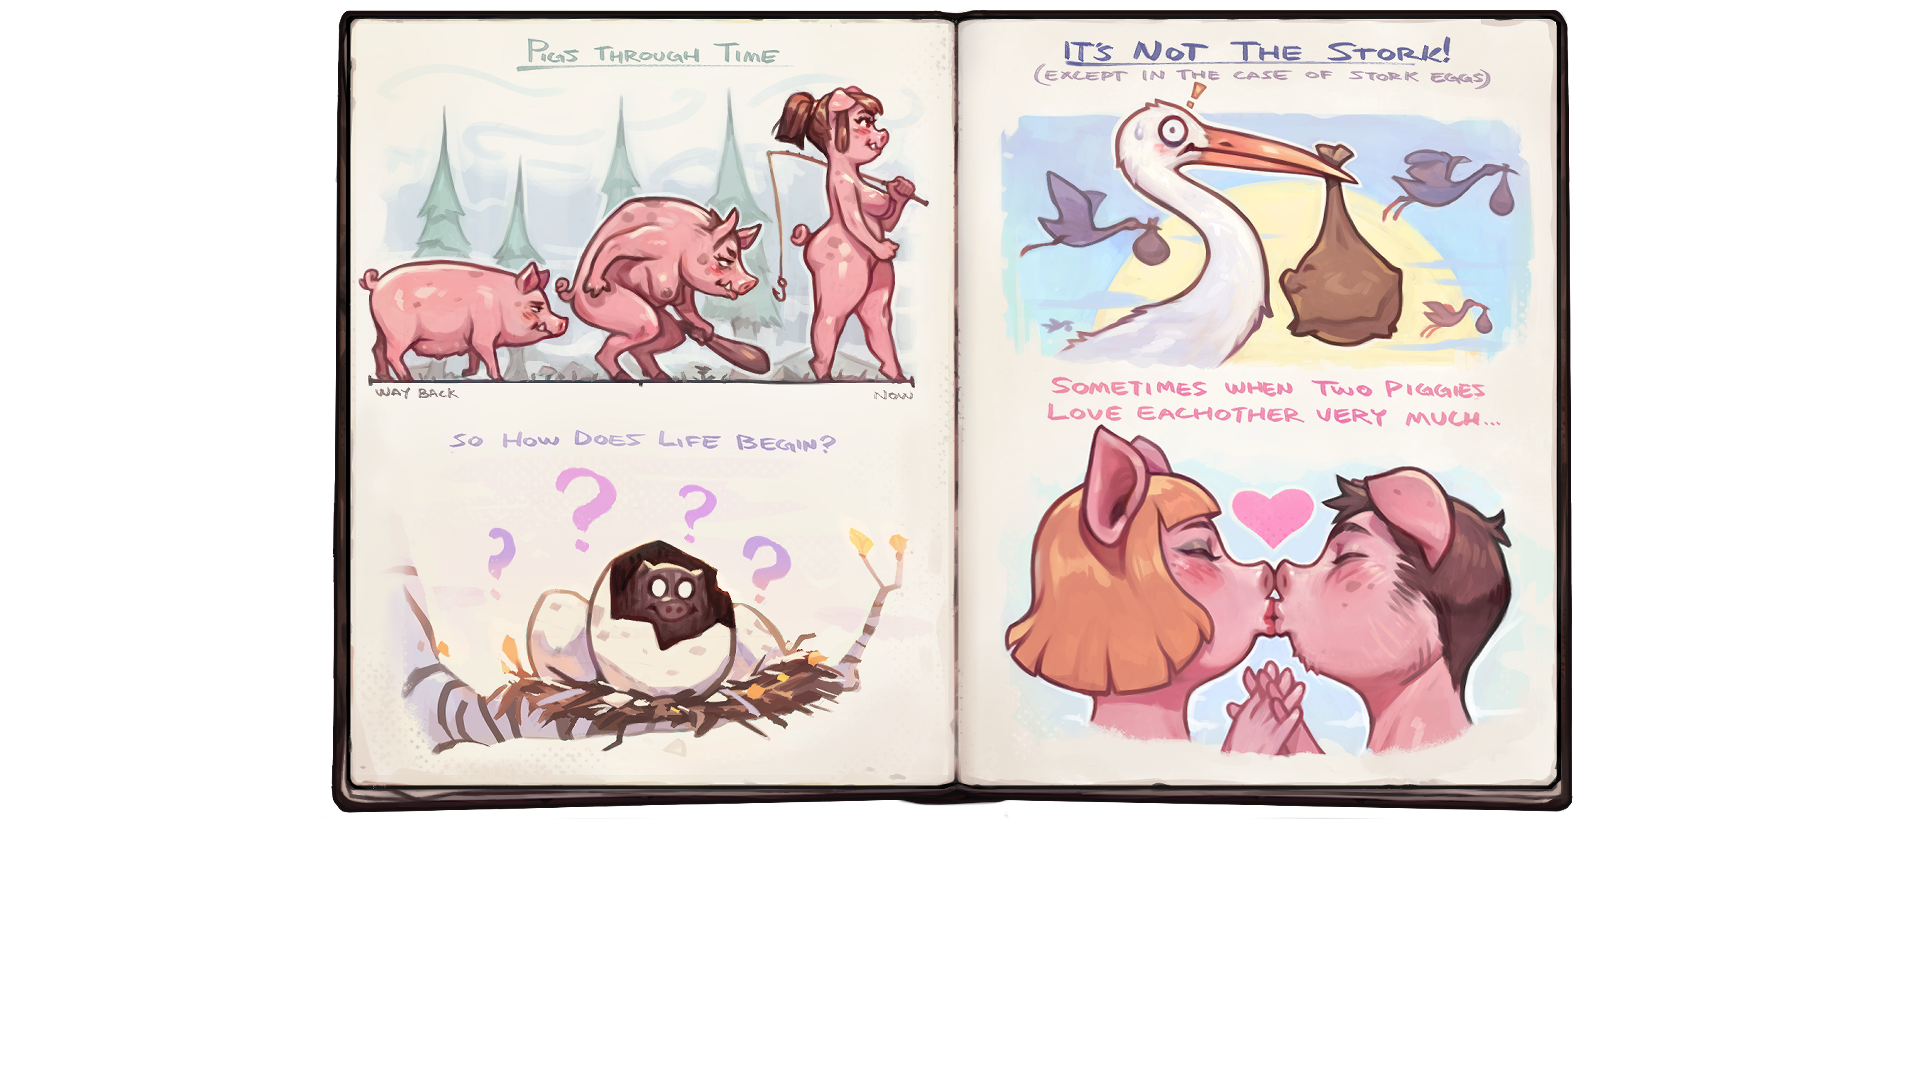 PIGS THROUGH TIME
WAY BACK
NOW
SO HOW DOES LIFE BEGIN?
? ? ? ?
IT'S NOT THE STORK!
(EXCEPT IN THE CASE OF STORK EGGS)
!
SOMETIMES WHEN TWO PIGGIES
LOVE EACHOTHER VERY MUCH...